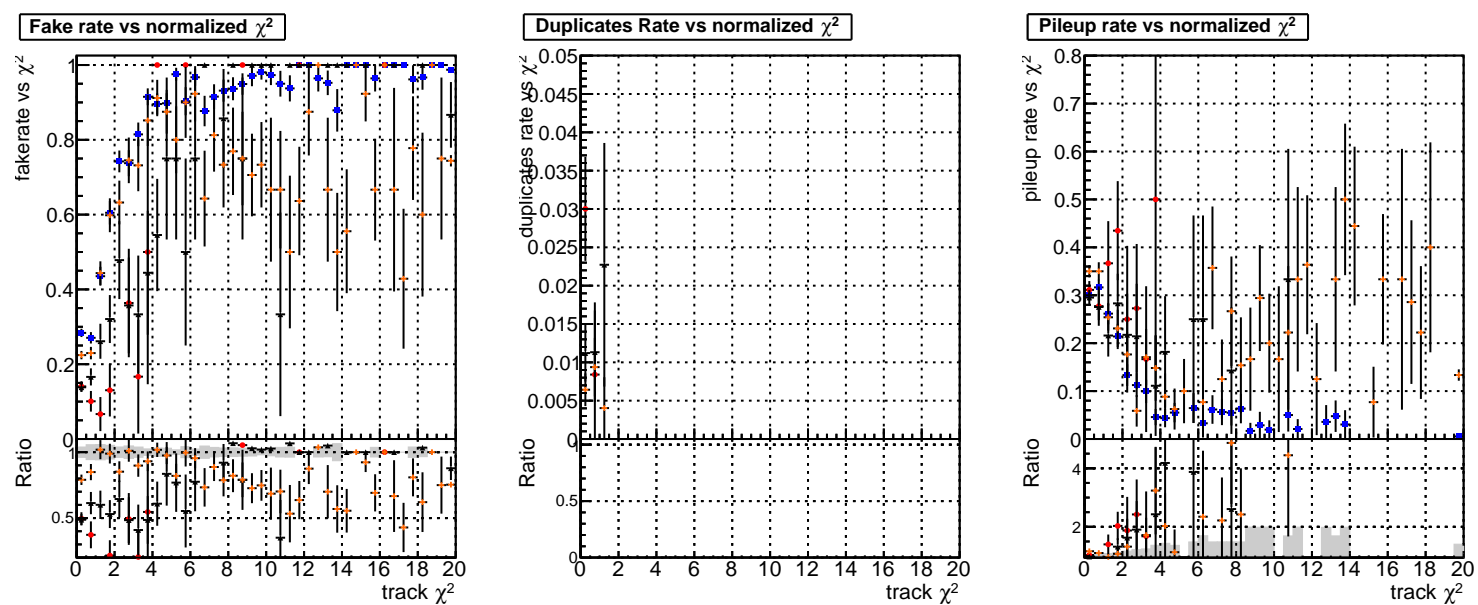 Fake rate vs normalized χ²
fakerate vs χ²
1
0.8
0.6
0.4
0.2
0
Ratio
1
0.5
0 2 4 6 8 10 12 14 16 18 20
track χ²
Duplicates Rate vs normalized χ²
duplicates rate vs χ²
0.05
0.045
0.04
0.035
0.03
0.025
0.02
0.015
0.01
0.005
0
Ratio
1
0.5
0
0 2 4 6 8 10 12 14 16 18 20
track χ²
Pileup rate vs normalized χ²
pileup rate vs χ²
0.8
0.7
0.6
0.5
0.4
0.3
0.2
0.1
0
Ratio
4
2
0 2 4 6 8 10 12 14 16 18 20
track χ²